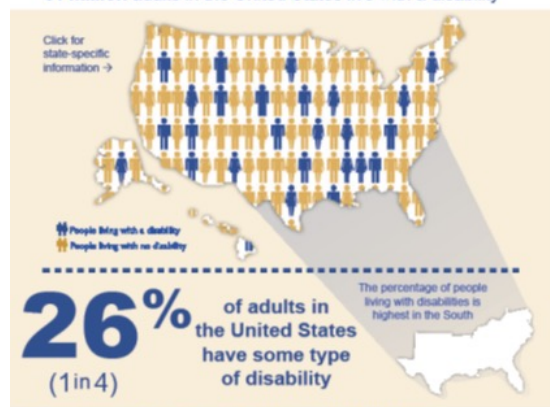 Click for
state-specific
information →
People living with a disability
People living with no disability
26%
(1 in 4)
of adults in
the United States
have some type
of disability
The percentage of people
living with disabilities is
highest in the South